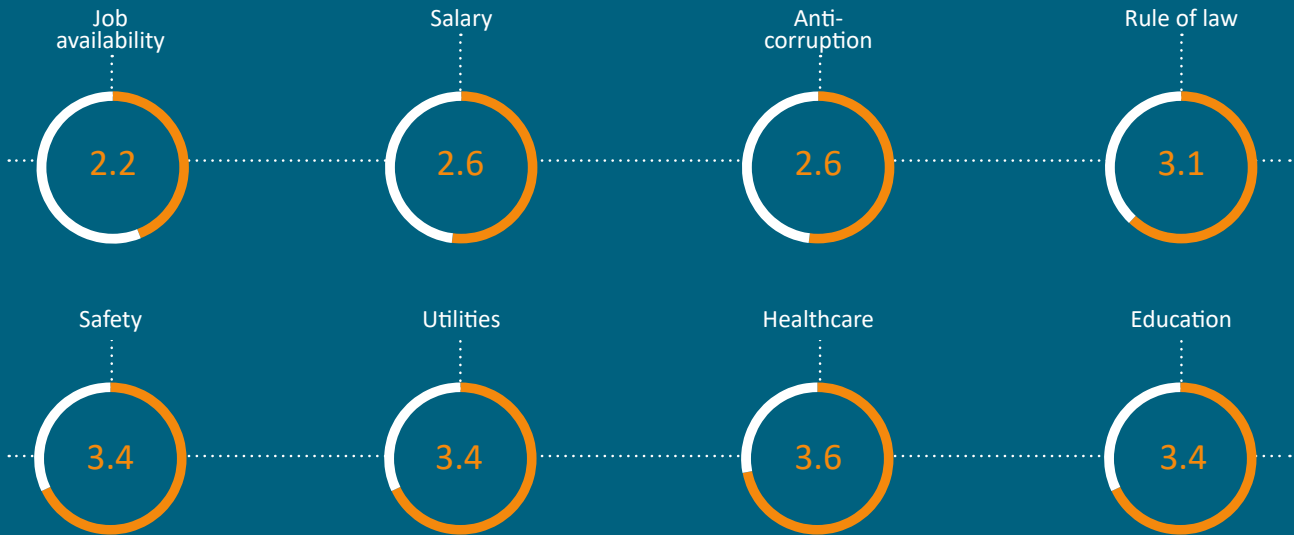 Job
availability
Salary
Anti-
corruption
Rule of law
2.2
2.6
2.6
3.1
Safety
Utilities
Healthcare
Education
3.4
3.4
3.6
3.4